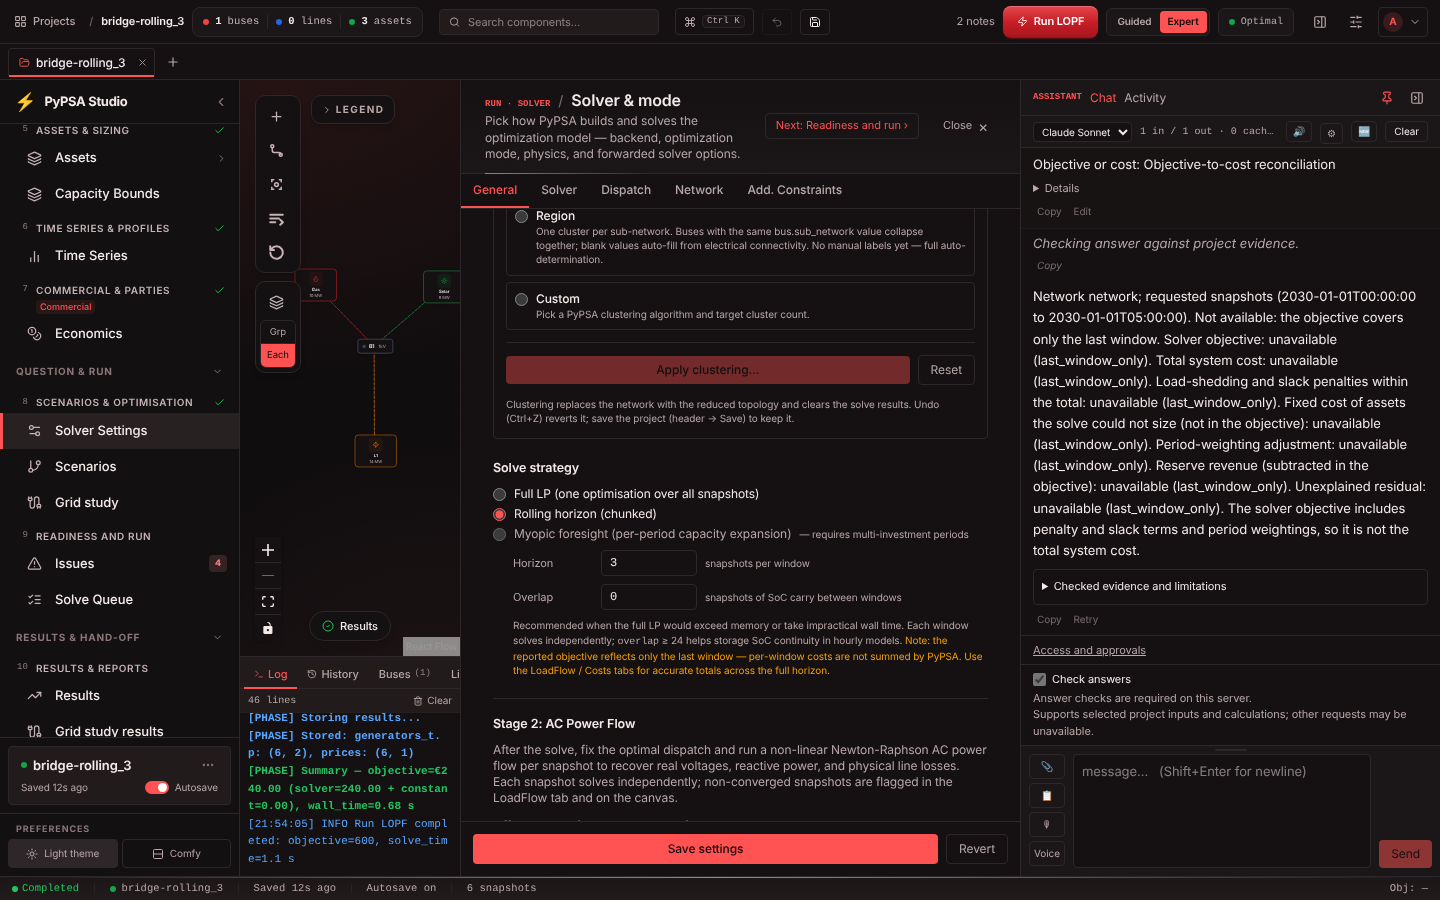 Projects / bridge-rolling_3
1 buses 0 lines 3 assets
Search components...
Ctrl K
2 notes
Run LOPF
Guided Expert
Optimal
A
bridge-rolling_3
PyPSA Studio
5 ASSETS & SIZING
Assets
Capacity Bounds
6 TIME SERIES & PROFILES
Time Series
7 COMMERCIAL & PARTIES
Commercial
Economics
QUESTION & RUN
8 SCENARIOS & OPTIMISATION
Solver Settings
Scenarios
Grid study
9 READINESS AND RUN
Issues 4
Solve Queue
RESULTS & HAND-OFF
10 RESULTS & REPORTS
Results
Grid study results
bridge-rolling_3
Saved 12s ago Autosave
PREFERENCES
Light theme Comfy
LEGEND
Grp
Each
Gas
Solar
B1
L1
Results
React Flow
Log History Buses (1) Li
46 lines Clear
[PHASE] Storing results...
[PHASE] Stored: generators_t.
p: (6, 2), prices: (6, 1)
[PHASE] Summary — objective=€2
40.00 (solver=240.00 + constan
t=0.00), wall_time=0.68 s
[21:54:05] INFO Run LOPF compl
eted: objective=600, solve_tim
e=1.1 s
RUN · SOLVER / Solver & mode
Pick how PyPSA builds and solves the
optimization model — backend, optimization
mode, physics, and forwarded solver options.
Next: Readiness and run ›
Close ×
General Solver Dispatch Network Add. Constraints
Region
One cluster per sub-network. Buses with the same bus.sub_network value collapse
together; blank values auto-fill from electrical connectivity. No manual labels yet — full auto-
determination.
Custom
Pick a PyPSA clustering algorithm and target cluster count.
Apply clustering... Reset
Clustering replaces the network with the reduced topology and clears the solve results. Undo
(Ctrl+Z) reverts it; save the project (header → Save) to keep it.
Solve strategy
Full LP (one optimisation over all snapshots)
Rolling horizon (chunked)
Myopic foresight (per-period capacity expansion) — requires multi-investment periods
Horizon 3 snapshots per window
Overlap 0 snapshots of SoC carry between windows
Recommended when the full LP would exceed memory or take impractical wall time. Each window
solves independently; overlap ≥ 24 helps storage SoC continuity in hourly models. Note: the
reported objective reflects only the last window — per-window costs are not summed by PyPSA. Use
the LoadFlow / Costs tabs for accurate totals across the full horizon.
Stage 2: AC Power Flow
After the solve, fix the optimal dispatch and run a non-linear Newton-Raphson AC power
flow per snapshot to recover real voltages, reactive power, and physical line losses.
Each snapshot solves independently; non-converged snapshots are flagged in the
LoadFlow tab and on the canvas.
Save settings Revert
ASSISTANT Chat Activity
Claude Sonnet 1 in / 1 out · 0 cach… Clear
Objective or cost: Objective-to-cost reconciliation
Details
Copy Edit
Checking answer against project evidence.
Copy
Network network; requested snapshots (2030-01-01T00:00:00
to 2030-01-01T05:00:00). Not available: the objective covers
only the last window. Solver objective: unavailable
(last_window_only). Total system cost: unavailable
(last_window_only). Load-shedding and slack penalties within
the total: unavailable (last_window_only). Fixed cost of assets
the solve could not size (not in the objective): unavailable
(last_window_only). Period-weighting adjustment: unavailable
(last_window_only). Reserve revenue (subtracted in the
objective): unavailable (last_window_only). Unexplained residual:
unavailable (last_window_only). The solver objective includes
penalty and slack terms and period weightings, so it is not the
total system cost.
Checked evidence and limitations
Copy Retry
Access and approvals
Check answers
Answer checks are required on this server.
Supports selected project inputs and calculations; other requests may be
unavailable.
message... (Shift+Enter for newline)
Voice
Send
Completed bridge-rolling_3 Saved 12s ago Autosave on 6 snapshots Obj: —